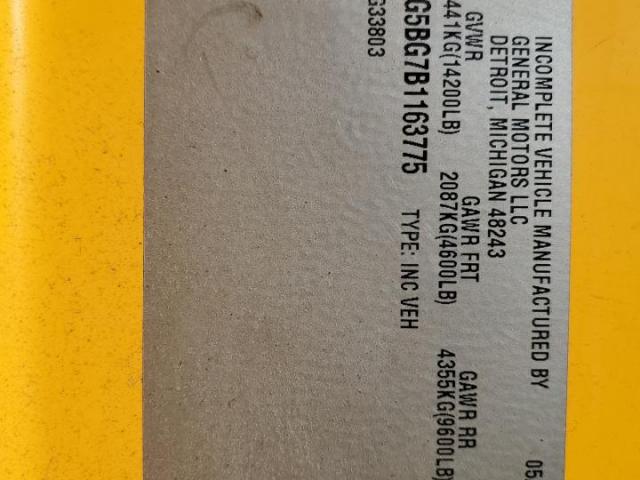 INCOMPLETE VEHICLE MANUFACTURED BY
GENERAL MOTORS LLC
DETROIT, MICHIGAN 48243
05
GVWR GAWR FRT GAWR RR
441KG(14200LB) 2087KG(4600LB) 4355KG(9600LB)
G5BG7B1163775 TYPE: INC VEH
G33803